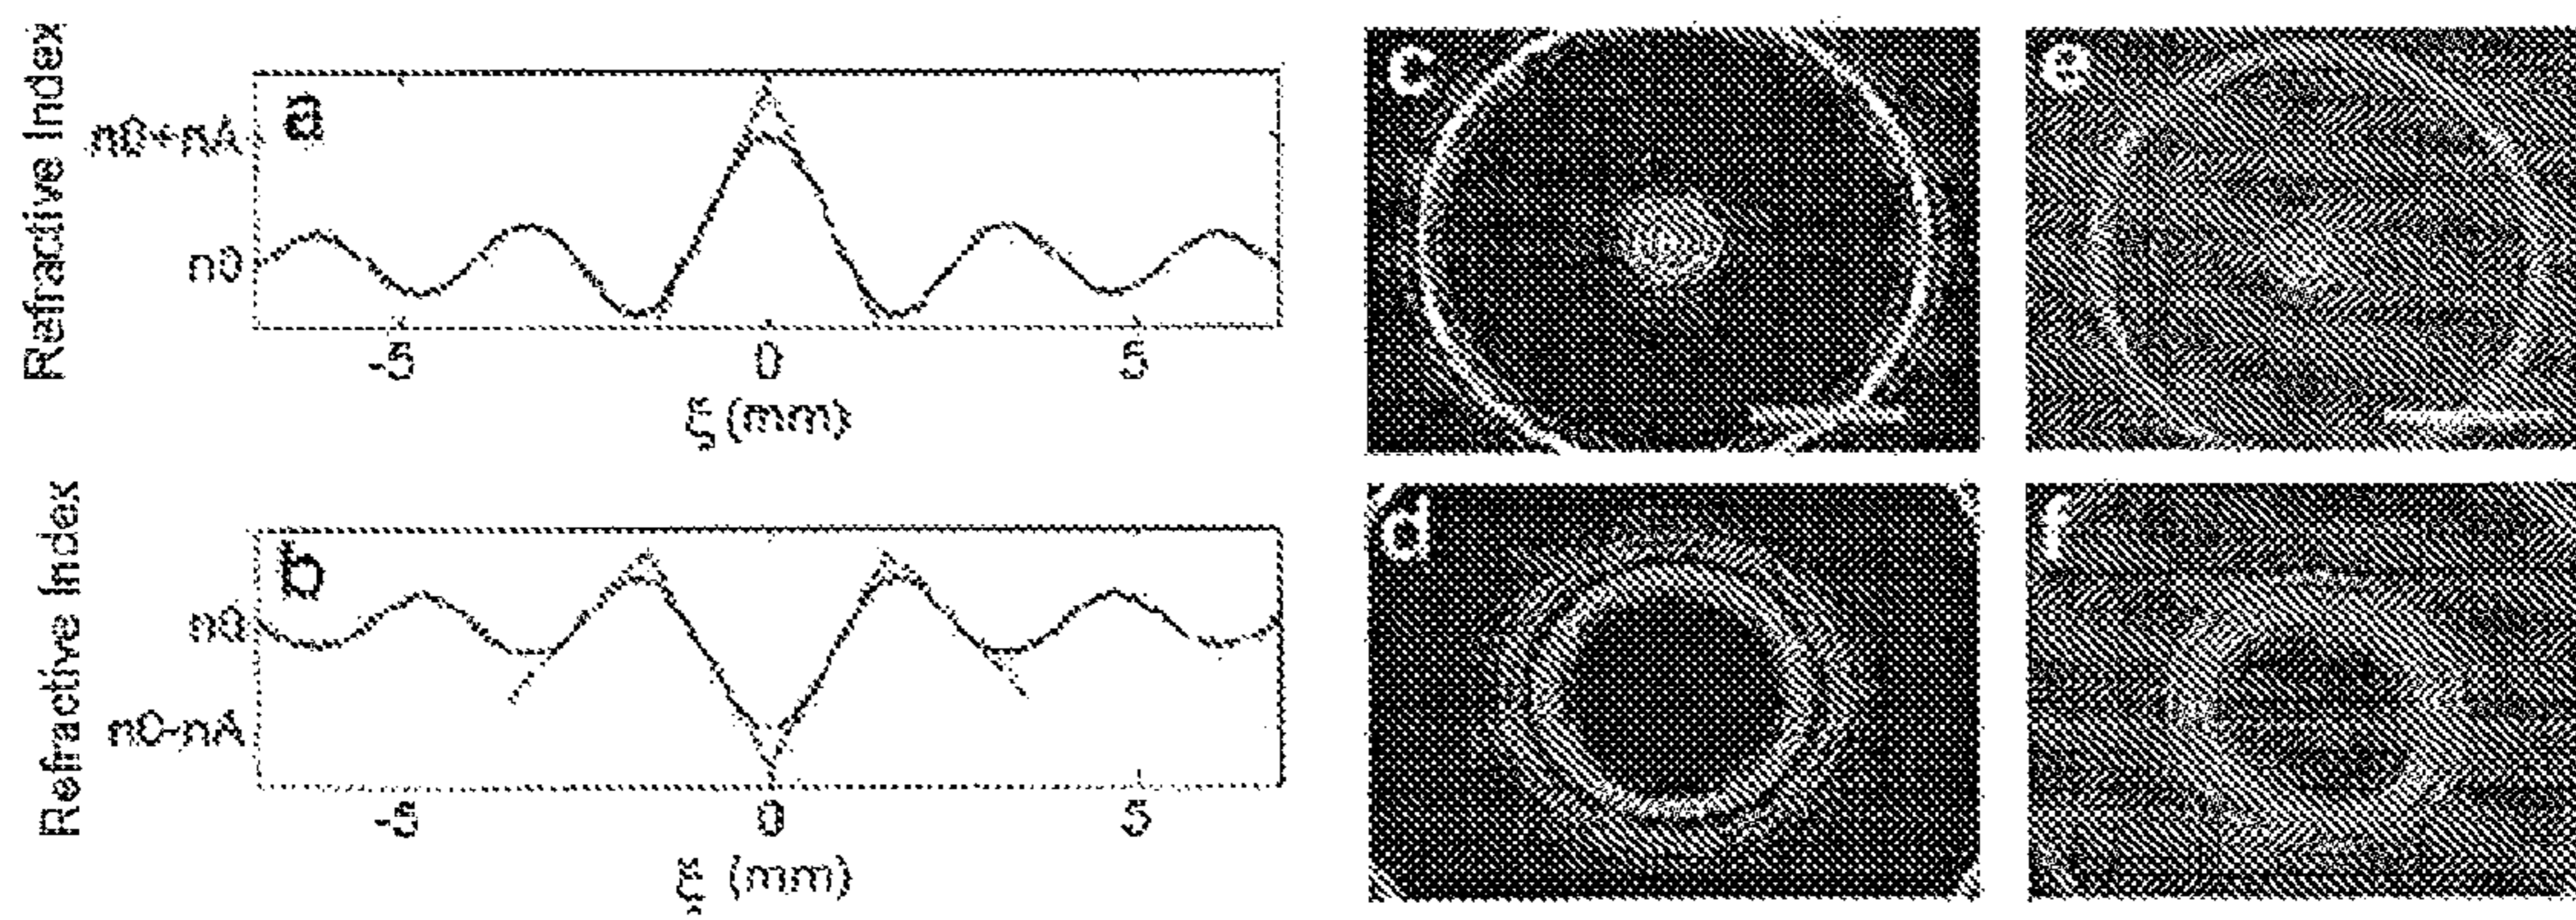 Refractive Index
a
n0+nA
n0
-5 0 5
ξ (mm)
Refractive Index
b
n0
n0-nA
-5 0 5
ξ (mm)
c
e
d
f